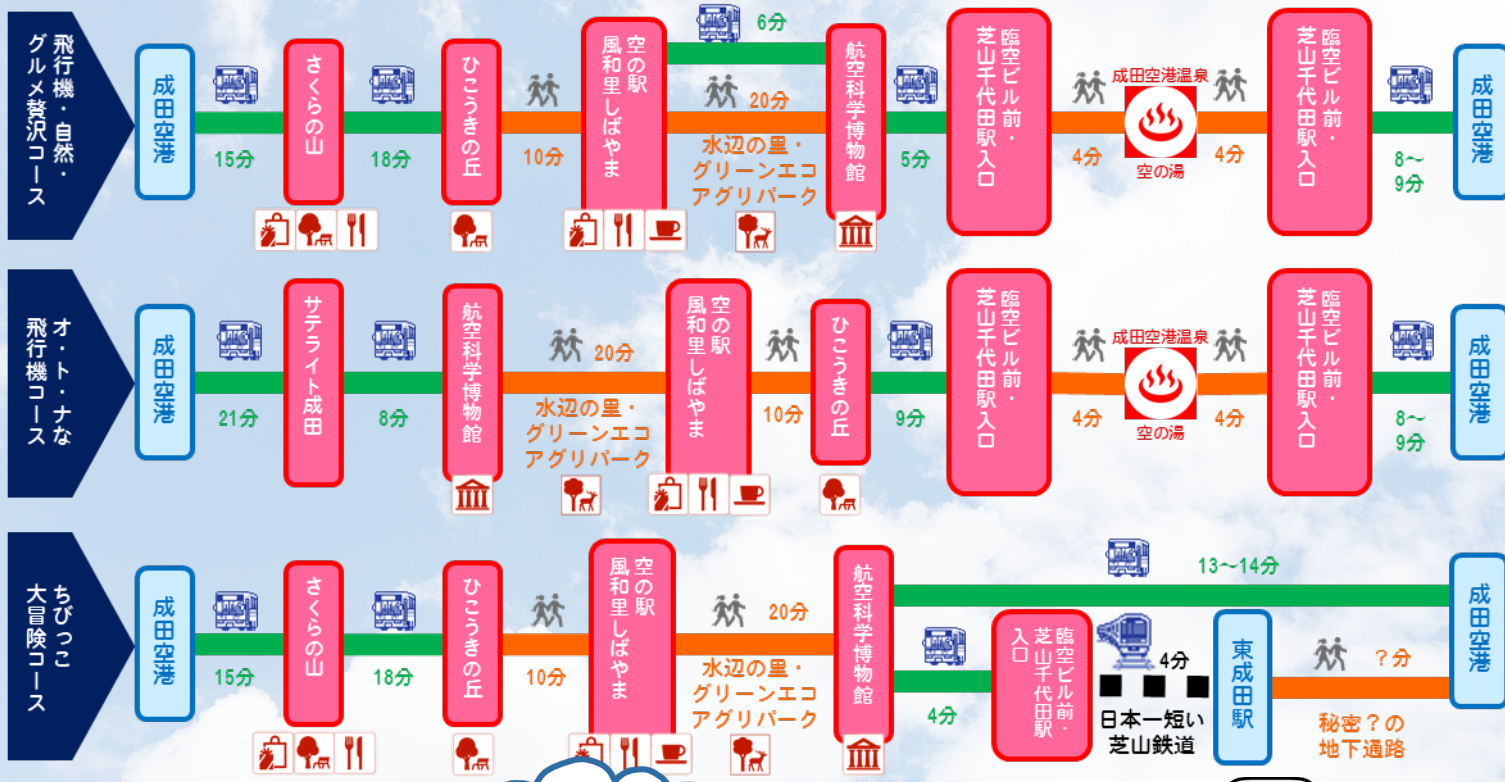 飛行機・自然・
グルメ贅沢コース
成田空港
15分
さくらの山
18分
ひこうきの丘
10分
空の駅
風和里しばやま
6分
20分
水辺の里・
グリーンエコ
アグリパーク
航空科学博物館
5分
臨空ビル前・
芝山千代田駅入口
4分
成田空港温泉
空の湯
4分
臨空ビル前・
芝山千代田駅入口
8～
9分
成田空港
オ・ト・ナな
飛行機コース
成田空港
21分
サテライト成田
8分
航空科学博物館
20分
水辺の里・
グリーンエコ
アグリパーク
空の駅
風和里しばやま
10分
ひこうきの丘
9分
臨空ビル前・
芝山千代田駅入口
4分
成田空港温泉
空の湯
4分
臨空ビル前・
芝山千代田駅入口
8～
9分
成田空港
ちびっこ
大冒険コース
成田空港
15分
さくらの山
18分
ひこうきの丘
10分
空の駅
風和里しばやま
20分
水辺の里・
グリーンエコ
アグリパーク
航空科学博物館
13～14分
4分
臨空ビル前・
芝山千代田駅
入口
4分
日本一短い
芝山鉄道
東成田駅
？分
秘密？の
地下通路
成田空港